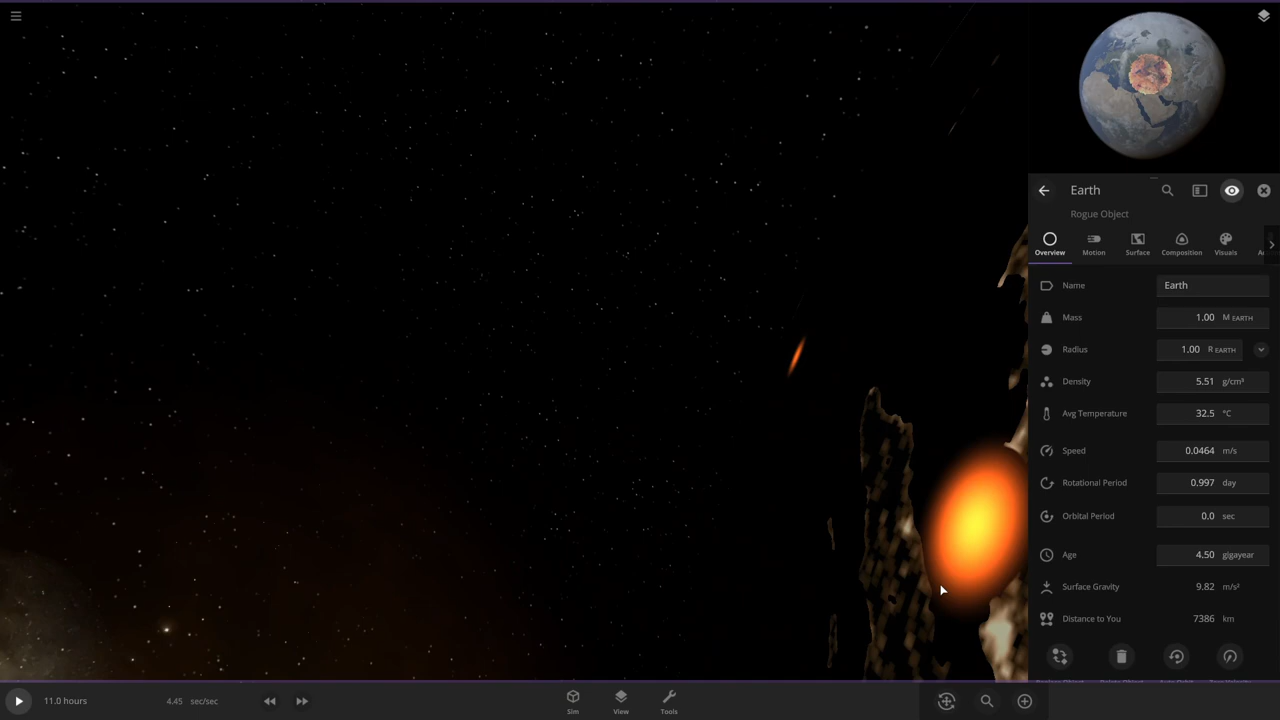 Earth
Rogue Object
Overview Motion Surface Composition Visuals
Name Earth
Mass 1.00 M EARTH
Radius 1.00 R EARTH
Density 5.51 g/cm³
Avg Temperature 32.5 °C
Speed 0.0464 m/s
Rotational Period 0.997 day
Orbital Period 0.0 sec
Age 4.50 gigayear
Surface Gravity 9.82 m/s²
Distance to You 7386 km
11.0 hours 4.45 sec/sec Sim View Tools